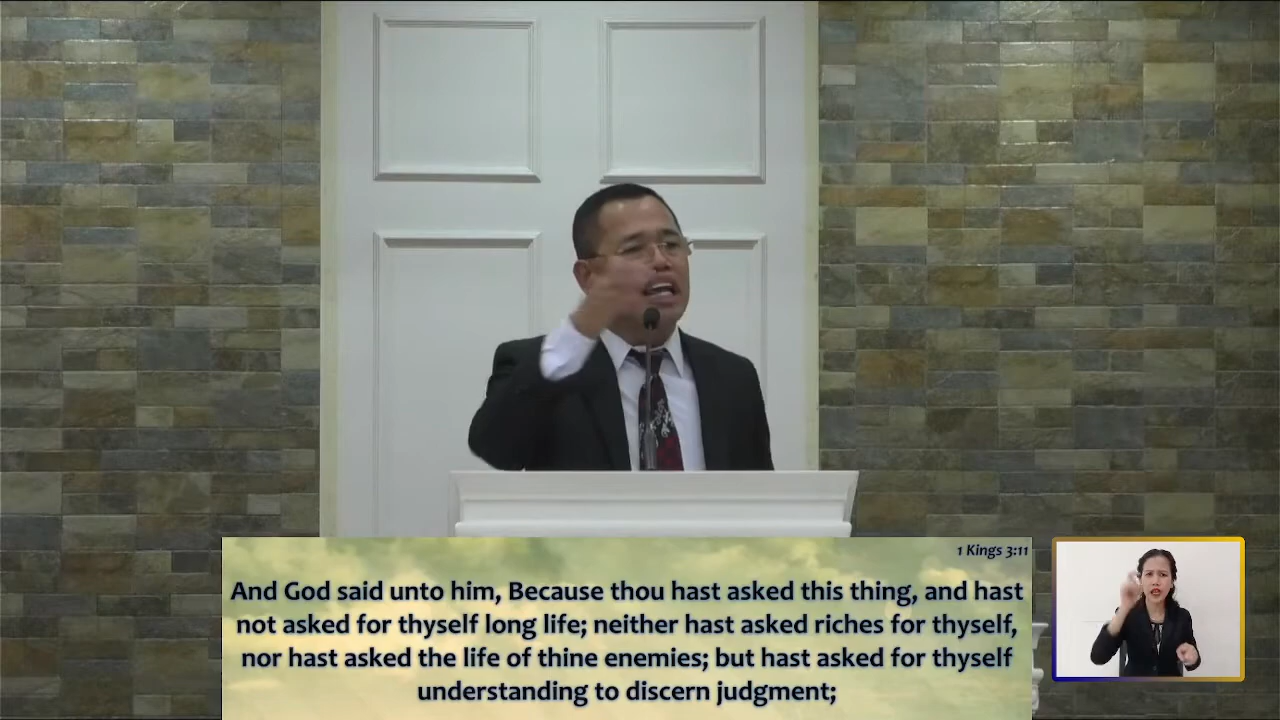 1 Kings 3:11
And God said unto him, Because thou hast asked this thing, and hast
not asked for thyself long life; neither hast asked riches for thyself,
nor hast asked the life of thine enemies; but hast asked for thyself
understanding to discern judgment;